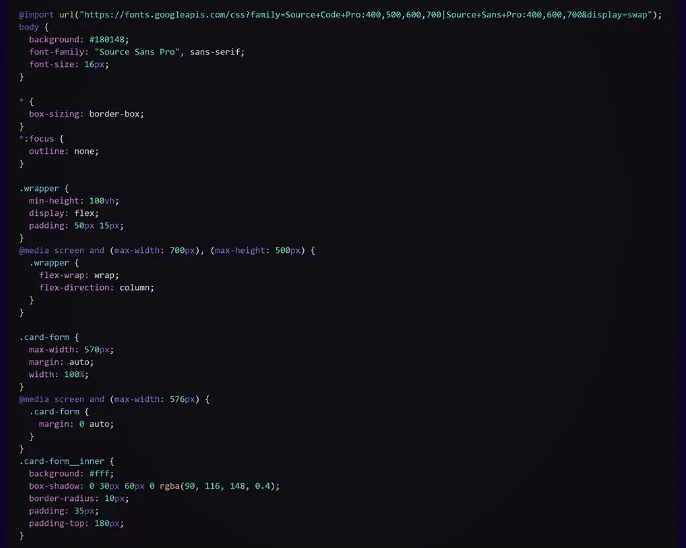 @import url("https://fonts.googleapis.com/css?family=Source+Code+Pro:400,500,600,700|Source+Sans+Pro:400,600,700&display=swap");
body {
  background: #180148;
  font-family: "Source Sans Pro", sans-serif;
  font-size: 16px;
}

* {
  box-sizing: border-box;
}
*:focus {
  outline: none;
}

.wrapper {
  min-height: 100vh;
  display: flex;
  padding: 50px 15px;
}
@media screen and (max-width: 700px), (max-height: 500px) {
  .wrapper {
    flex-wrap: wrap;
    flex-direction: column;
  }
}

.card-form {
  max-width: 570px;
  margin: auto;
  width: 100%;
}
@media screen and (max-width: 576px) {
  .card-form {
    margin: 0 auto;
  }
}
.card-form__inner {
  background: #fff;
  box-shadow: 0 30px 60px 0 rgba(90, 116, 148, 0.4);
  border-radius: 10px;
  padding: 35px;
  padding-top: 180px;
}